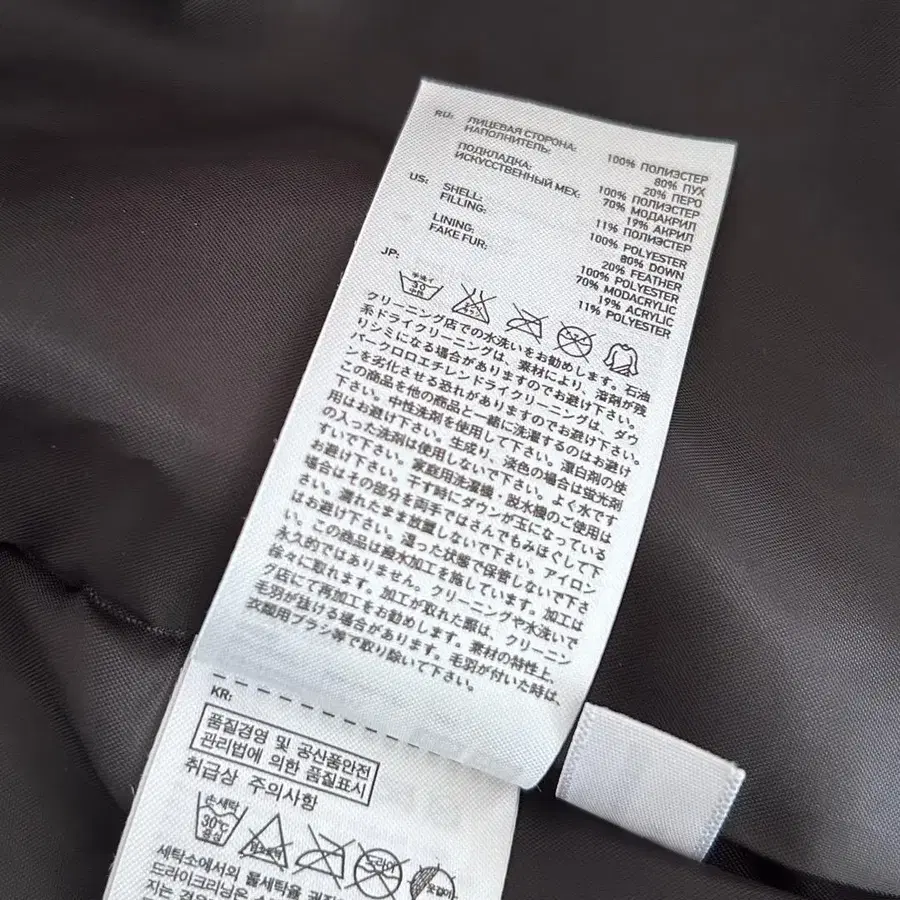 RU: ЛИЦЕВАЯ СТОРОНА: 100% ПОЛИЭСТЕР
НАПОЛНИТЕЛЬ: 80% ПУХ
20% ПЕРО
ПОДКЛАДКА: 100% ПОЛИЭСТЕР
ИСКУССТВЕННЫЙ МЕХ: 70% МОДАКРИЛ
19% АКРИЛ
11% ПОЛИЭСТЕР
US: SHELL: 100% POLYESTER
FILLING: 80% DOWN
20% FEATHER
LINING: 100% POLYESTER
FAKE FUR: 70% MODACRYLIC
19% ACRYLIC
11% POLYESTER
JP:
手洗イ
30
中性
クリーニング店での水洗いをお勧めします。石油
系ドライクリーニングは、素材により、溶剤が残
りシミになる場合がありますのでお避け下さい。
パークロロエチレンドライクリーニングは、ダウ
ンを劣化させる恐れがありますのでお避け下さい。
この商品を他の商品と一緒に洗濯するのはお避け
下さい。中性洗剤を使用して下さい。漂白剤の使
用はお避け下さい。生成り、淡色の場合は蛍光剤
の入った洗剤は使用しないで下さい。よく水です
すいで下さい。家庭用洗濯機・脱水機のご使用は
お避け下さい。干す時にダウンが玉になっている
場合はその部分を両手ではさんでもみほぐして下
さい。濡れたまま放置しないで下さい。アイロン
はお避け下さい。湿った状態で保管しないで下さ
い。この商品は撥水加工を施しています。加工は
永久的ではありません。クリーニングや水洗いで
徐々に取れます。加工が取れた際は、クリーニン
グ店にて再加工をお勧めします。素材の特性上、
毛羽が抜ける場合があります。毛羽が付いた時は、
衣間用ブラシ等で取り除いて下さい。
KR:
품질경영 및 공산품안전
관리법에 의한 품질표시
취급상 주의사항
손세탁
30℃
중성
드라이
세탁소에서의 물세탁을
드라이크리닝은
지는 경우